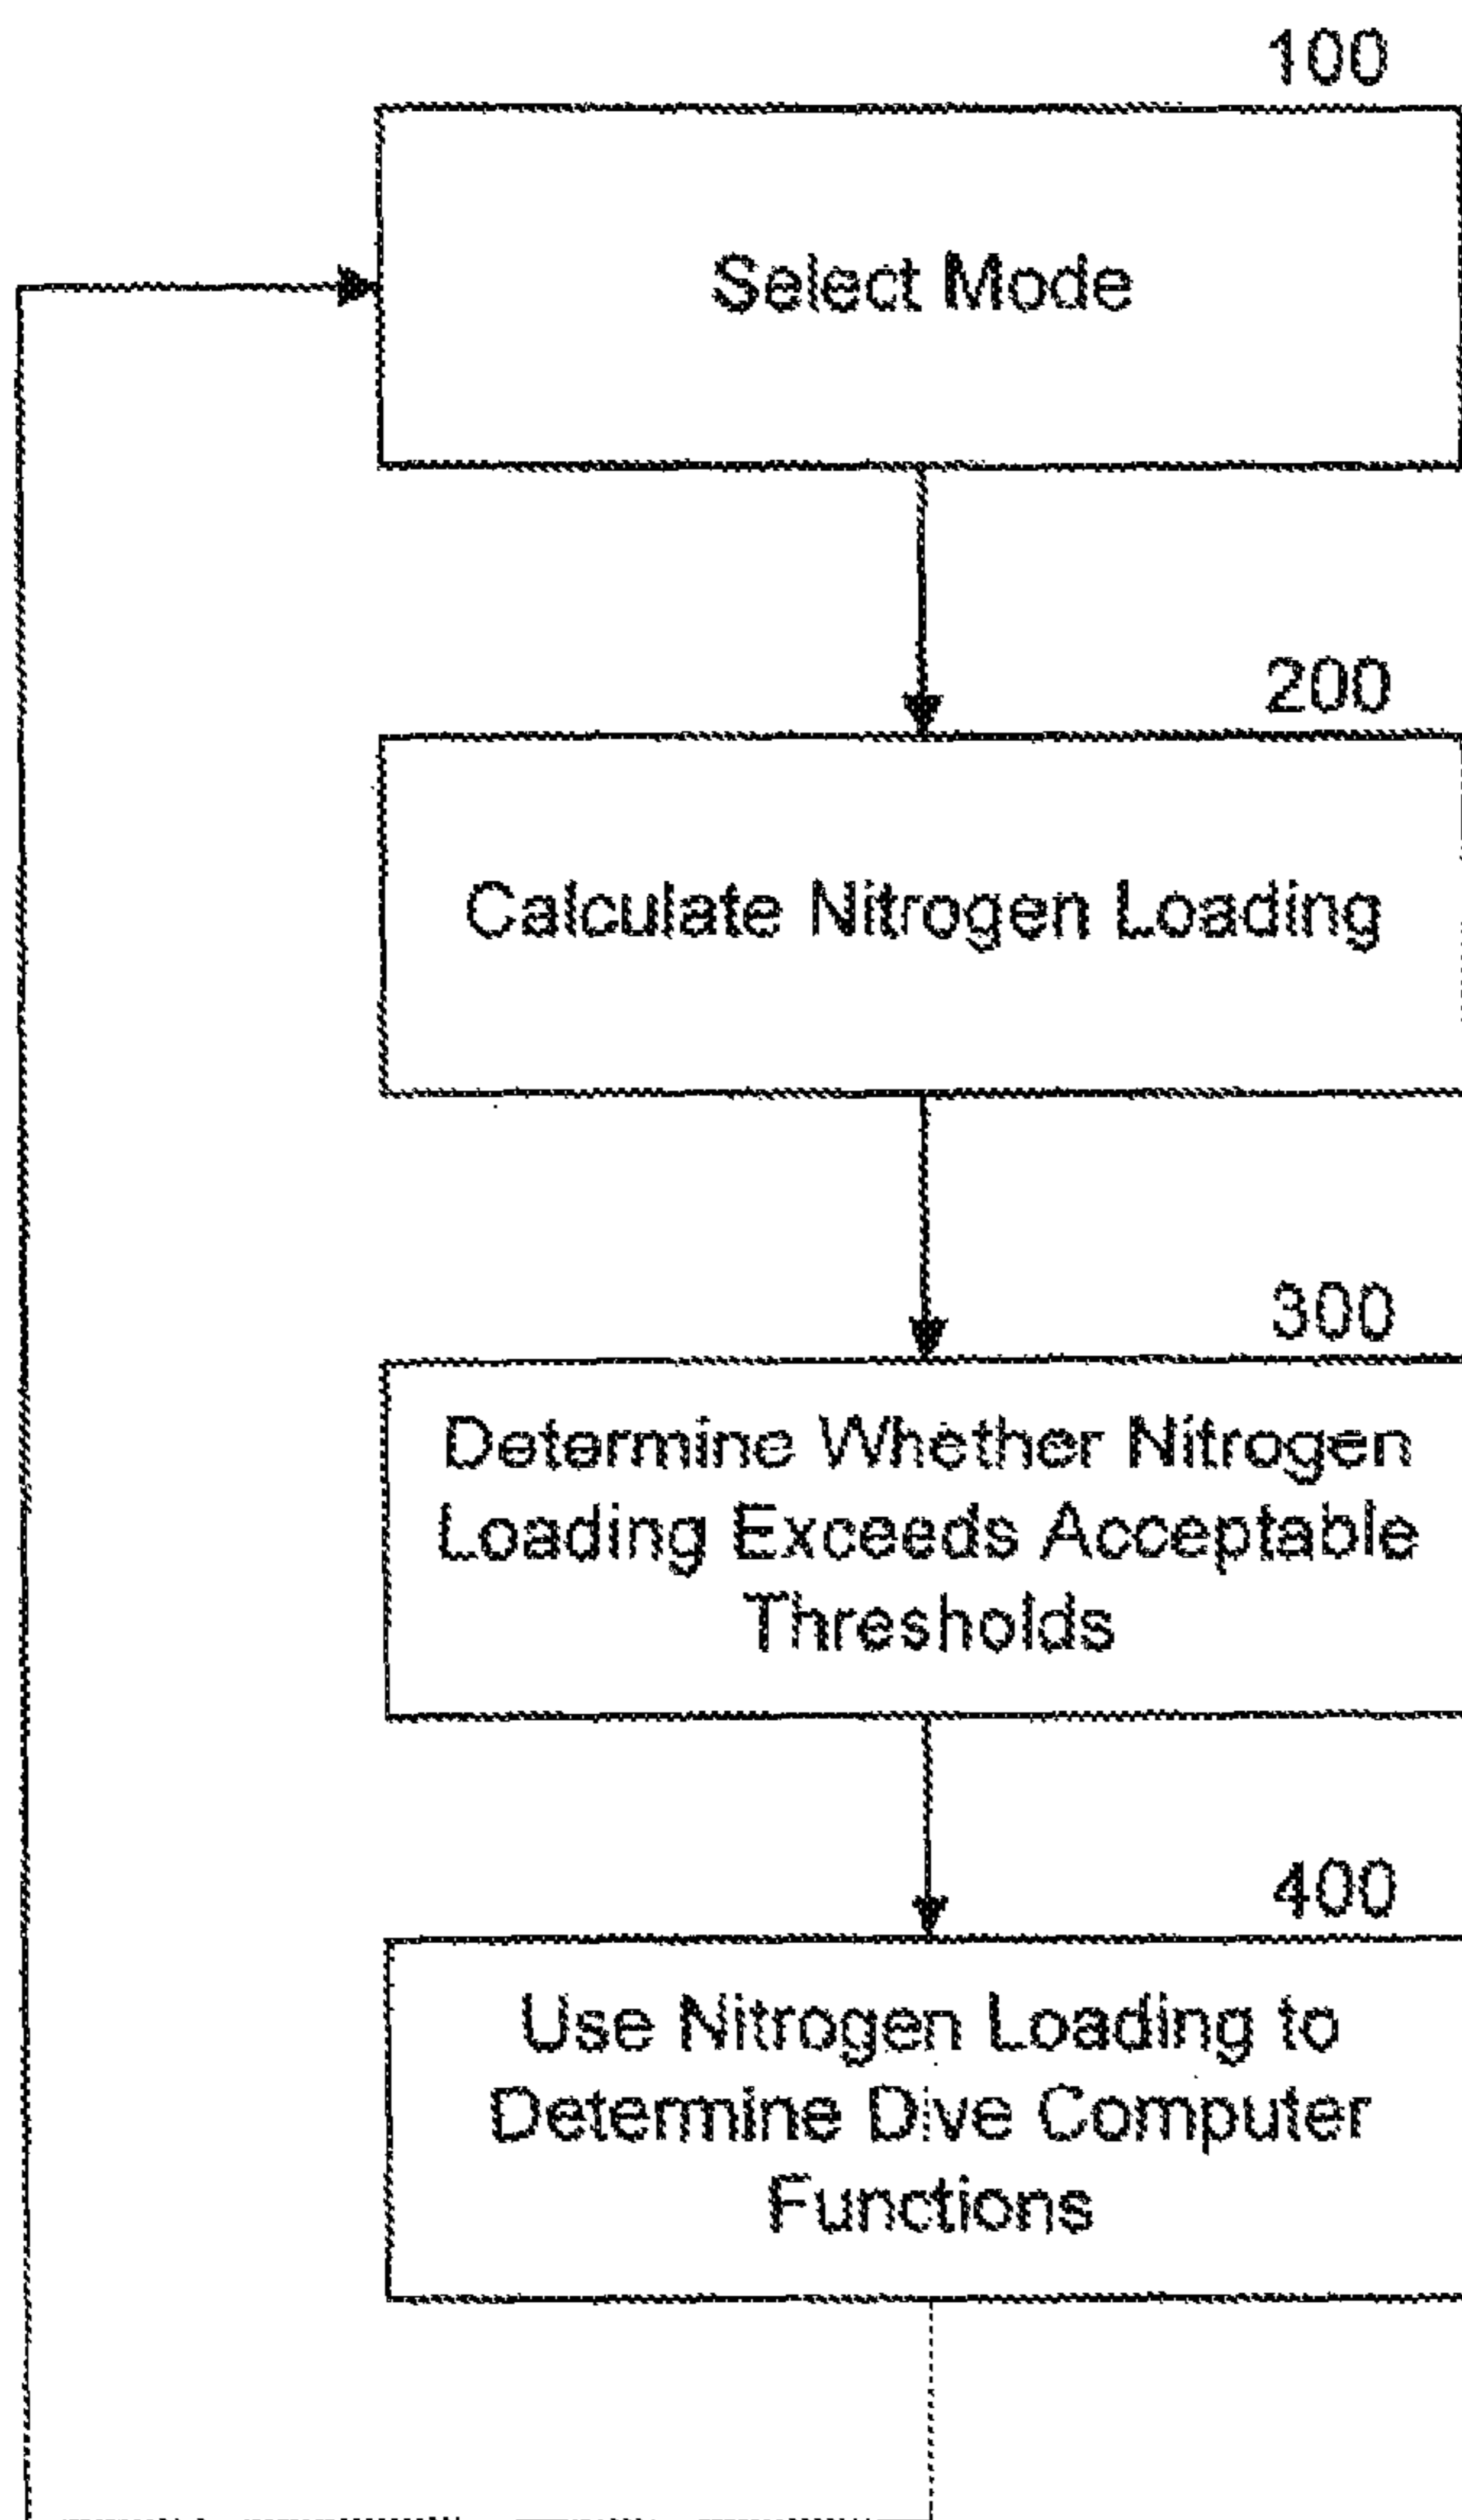 100
Select Mode
200
Calculate Nitrogen Loading
300
Determine Whether Nitrogen
Loading Exceeds Acceptable
Thresholds
400
Use Nitrogen Loading to
Determine Dive Computer
Functions